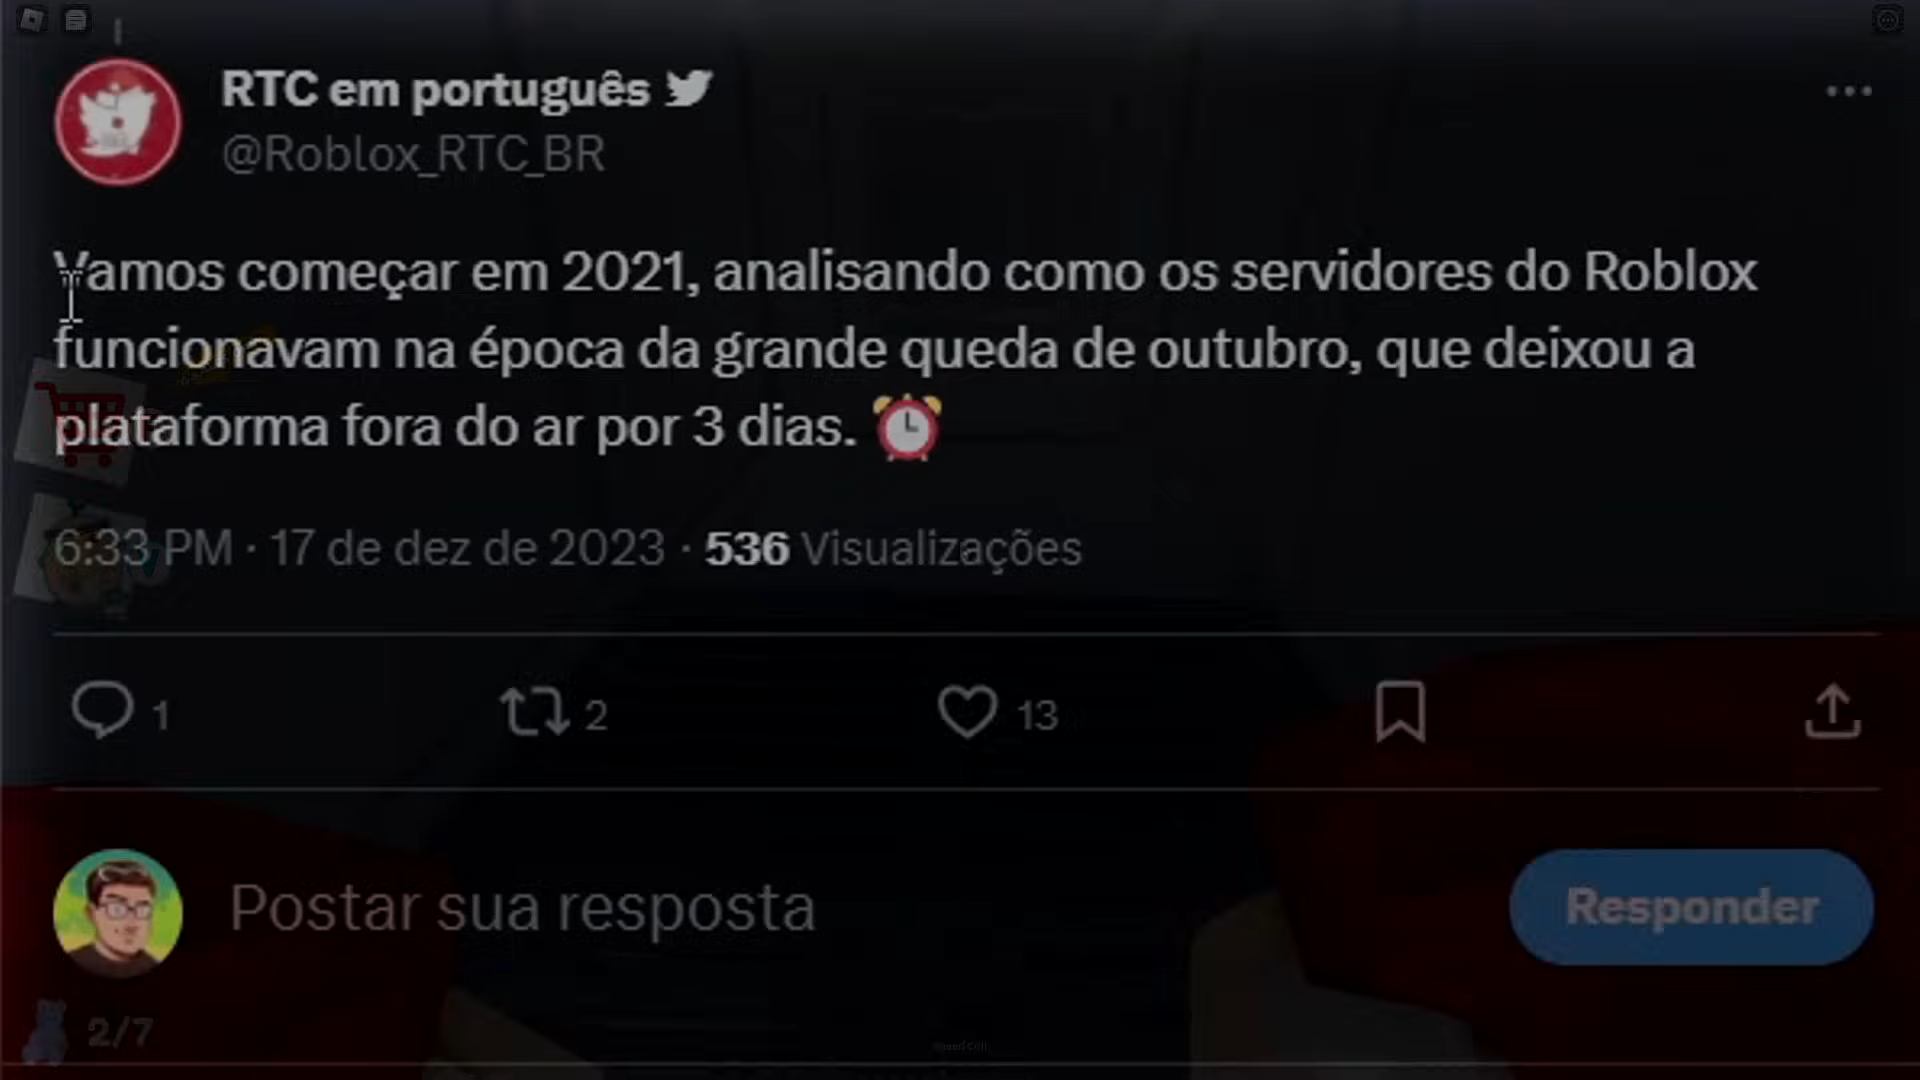 RTC em português
@Roblox_RTC_BR
Vamos começar em 2021, analisando como os servidores do Roblox
funcionavam na época da grande queda de outubro, que deixou a
plataforma fora do ar por 3 dias. ⏰
6:33 PM · 17 de dez de 2023 · 536 Visualizações
1 2 13
Postar sua resposta
Responder
2/7